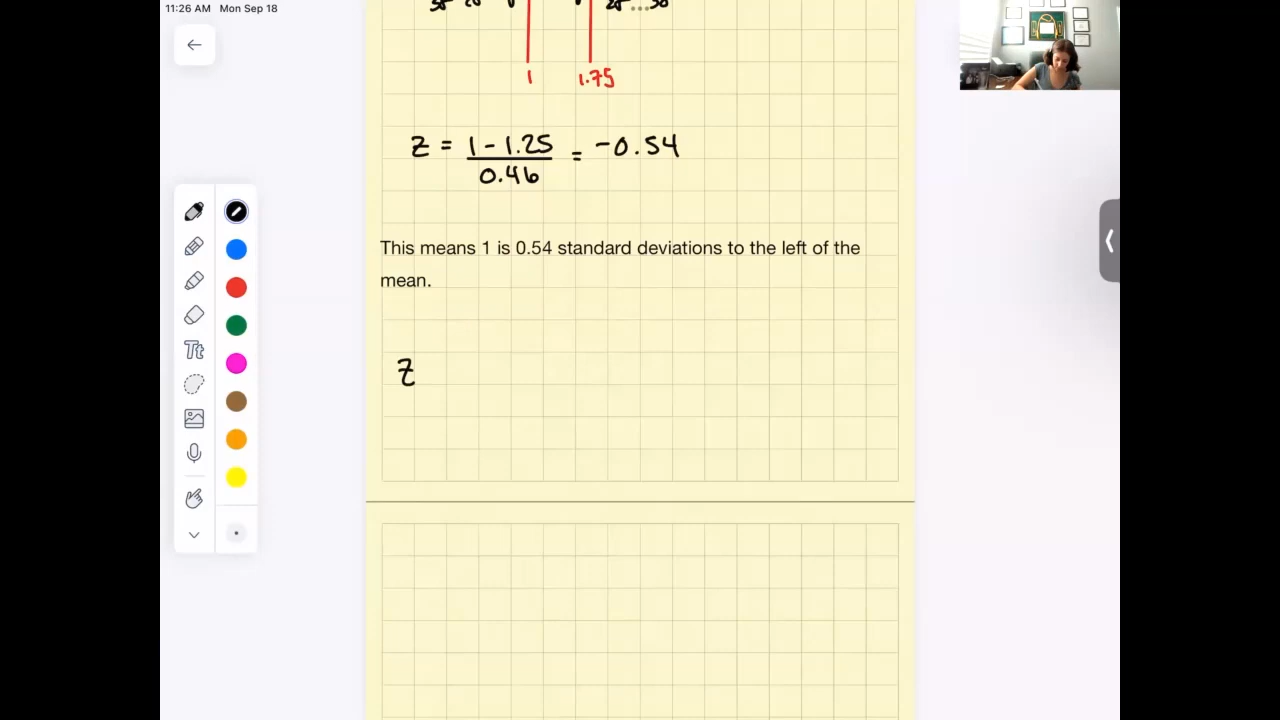 11:26 AM Mon Sep 18
1 1.75
Z = 1 - 1.25 / 0.46 = -0.54
This means 1 is 0.54 standard deviations to the left of the
mean.
Z
Tt